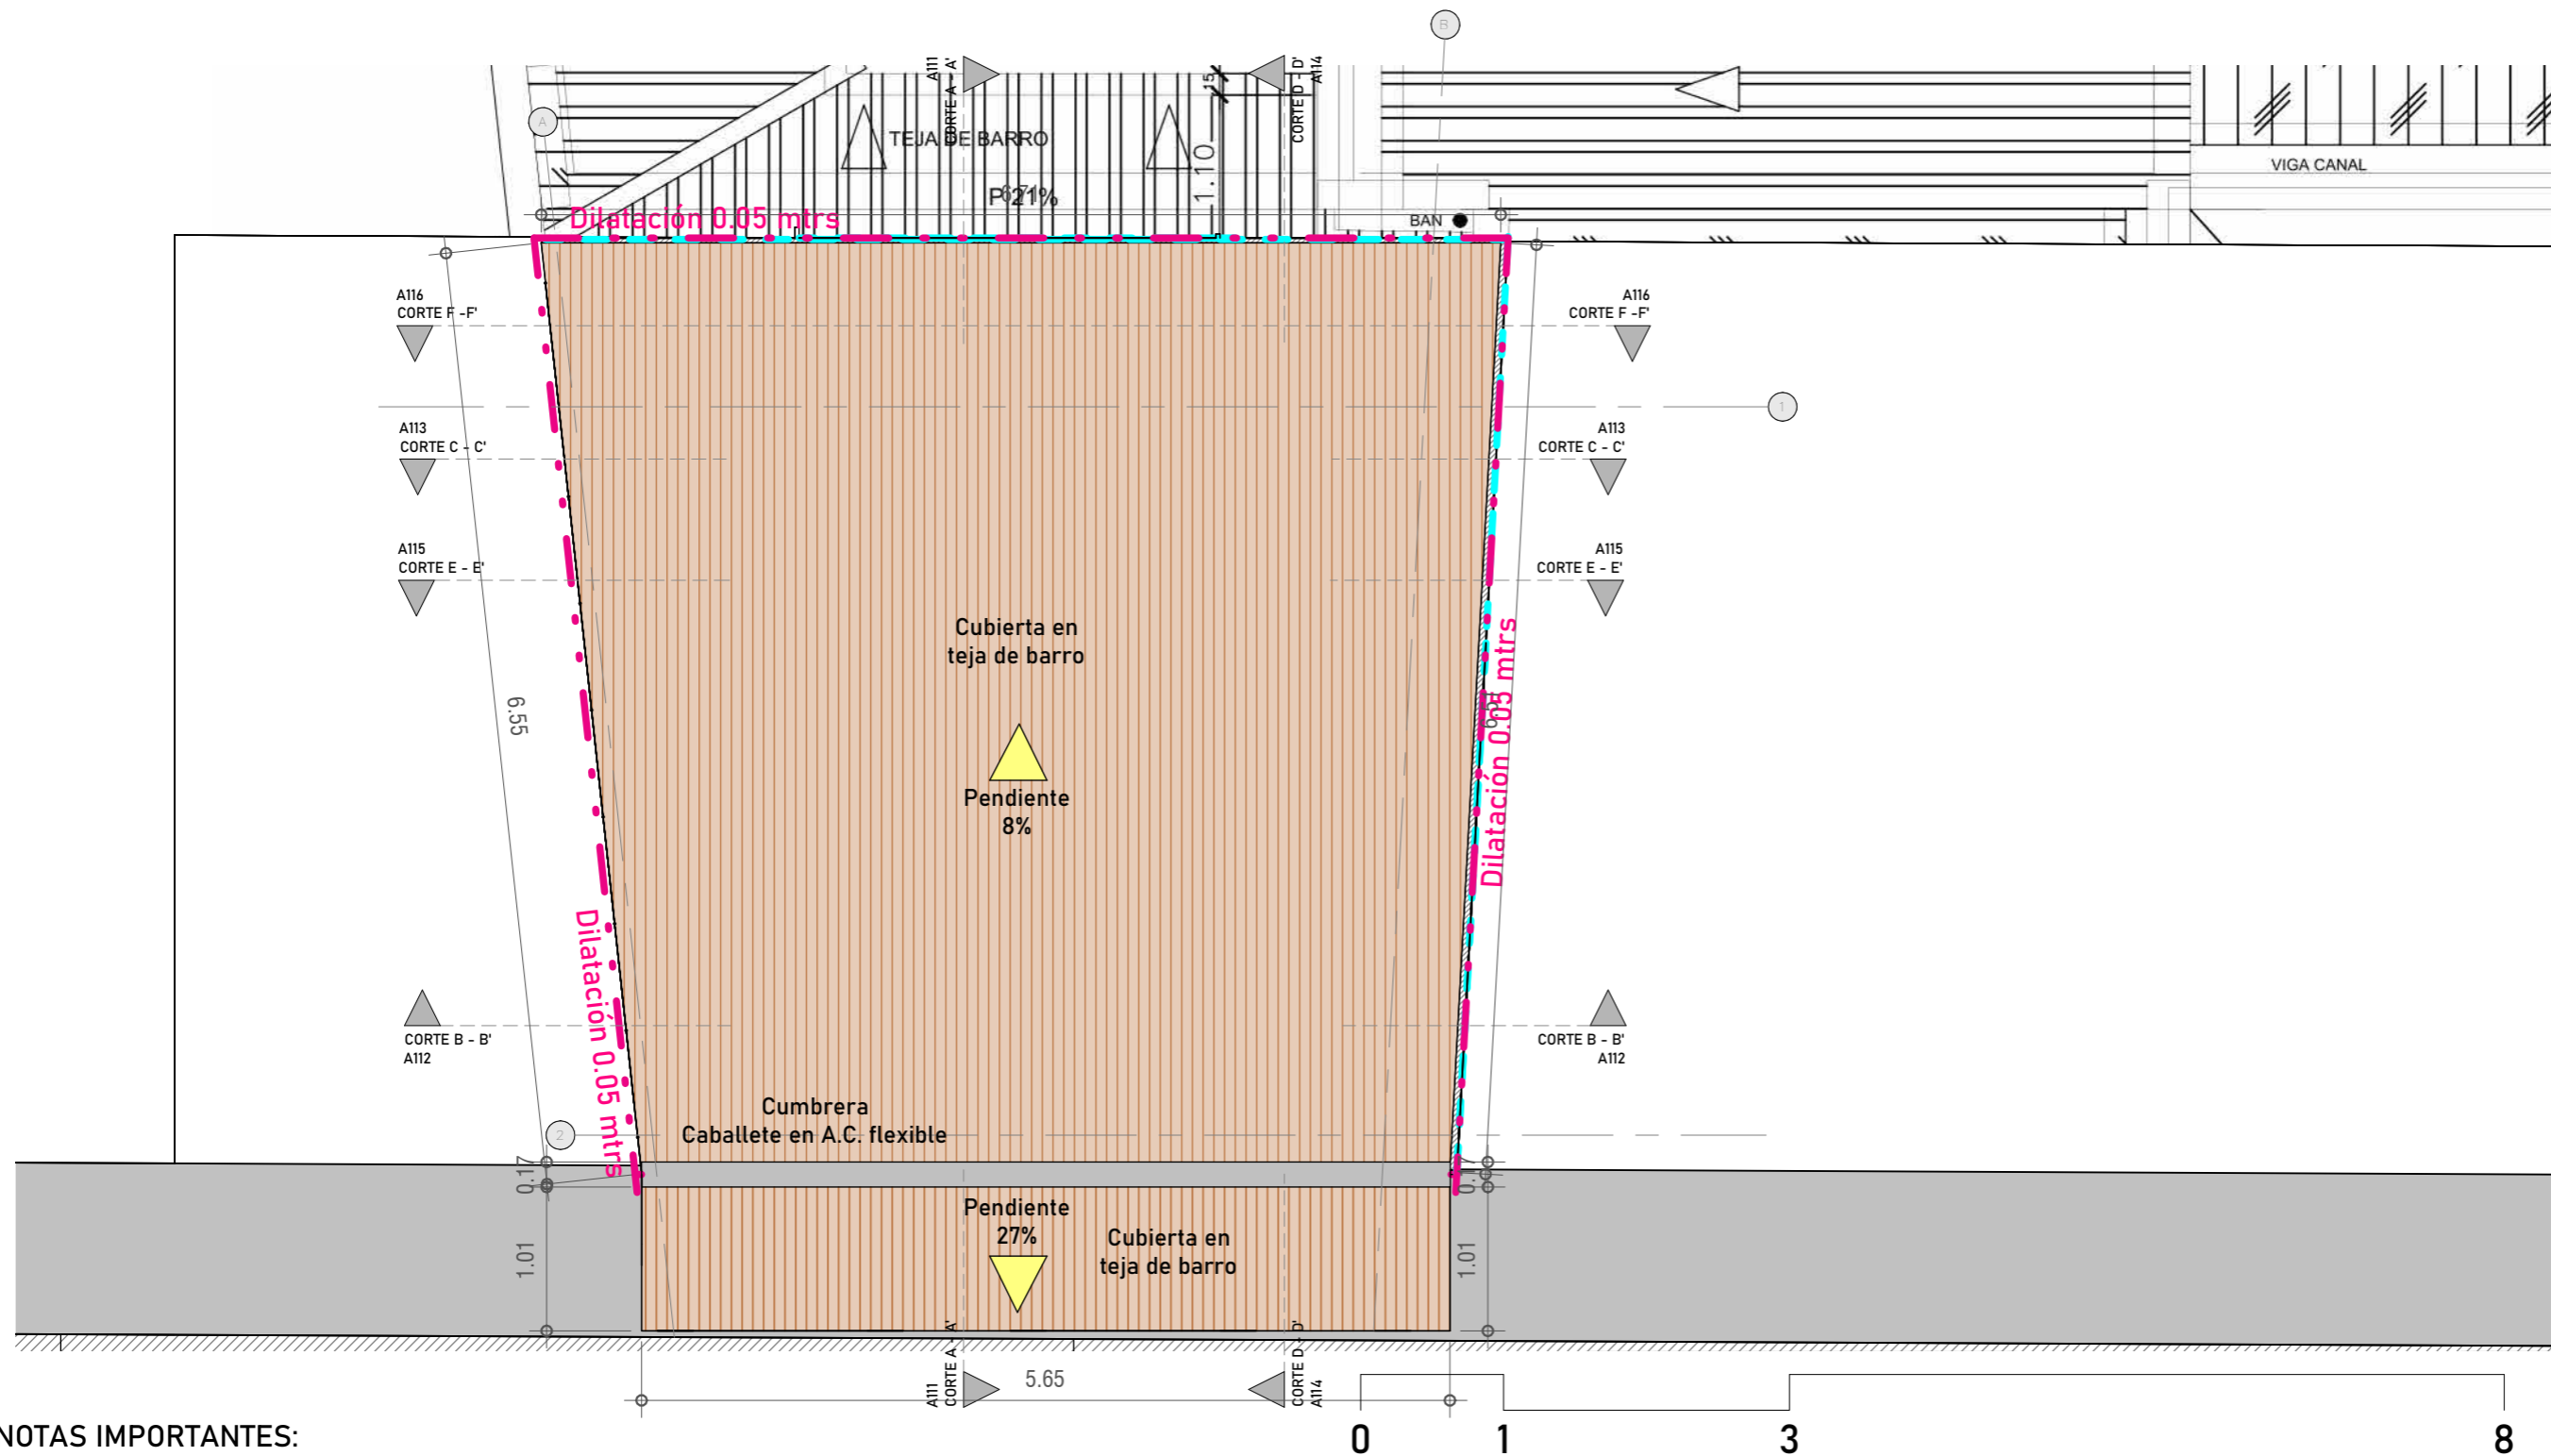 B
A111
CORTE A - A'
15
CORTE D - D'
A114
A
TEJA DE BARRO
VIGA CANAL
1.10
P 21%
Dilatación 0.05 mtrs
BAN
A116
CORTE F -F'
A116
CORTE F -F'
1
A113
CORTE C - C'
A113
CORTE C - C'
A115
CORTE E - E'
A115
CORTE E - E'
Cubierta en
teja de barro
6.55
Dilatación 0.05 mtrs
Pendiente
8%
Dilatación 0.05 mtrs
CORTE B - B'
A112
CORTE B - B'
A112
Cumbrera
Caballete en A.C. flexible
2
0.17
Pendiente
27%
Cubierta en
teja de barro
1.01
1.01
A111
CORTE A - A'
5.65
CORTE D - D'
A114
NOTAS IMPORTANTES:
0 1 3 8